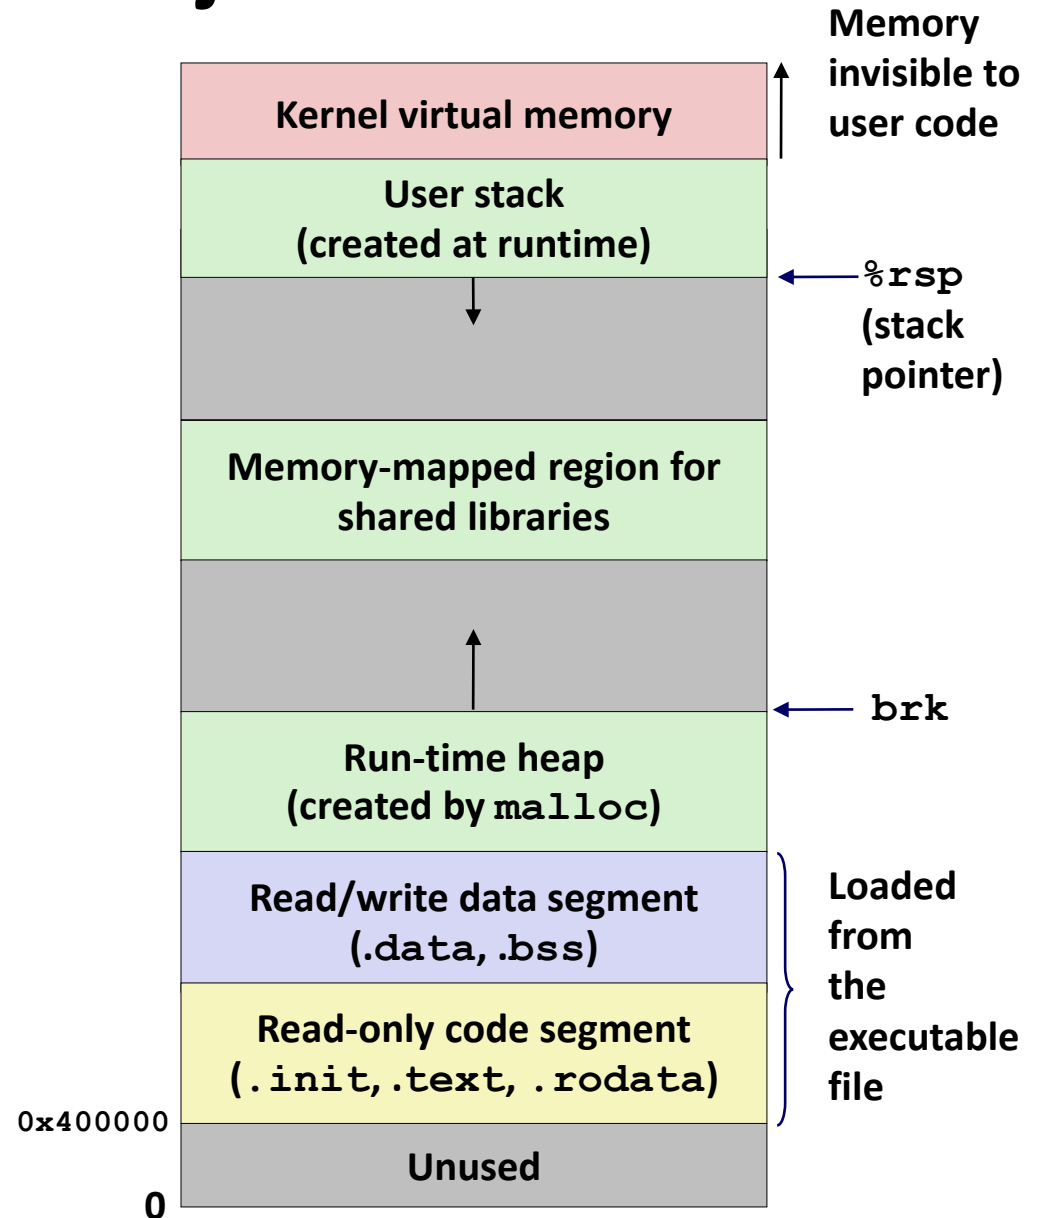 Memory
invisible to
user code
Kernel virtual memory
User stack
(created at runtime)
%rsp
(stack
pointer)
Memory-mapped region for
shared libraries
brk
Run-time heap
(created by malloc)
Read/write data segment
(.data, .bss)
Loaded
from
the
executable
file
Read-only code segment
(.init, .text, .rodata)
0x400000
Unused
0